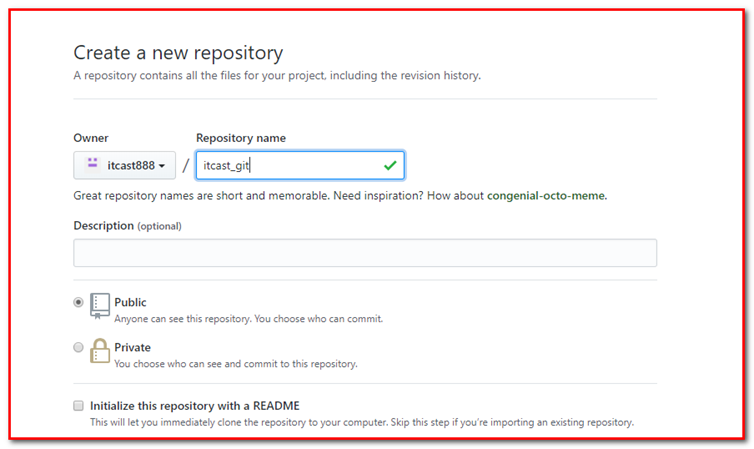 Create a new repository
A repository contains all the files for your project, including the revision history.
Owner Repository name
itcast888 / itcast_git
Great repository names are short and memorable. Need inspiration? How about congenial-octo-meme.
Description (optional)
Public
Anyone can see this repository. You choose who can commit.
Private
You choose who can see and commit to this repository.
Initialize this repository with a README
This will let you immediately clone the repository to your computer. Skip this step if you're importing an existing repository.